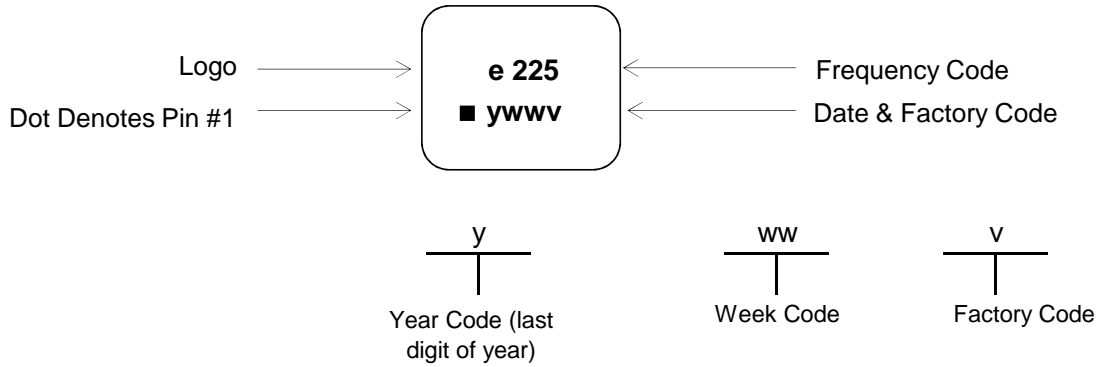 Logo
e 225
Frequency Code
Dot Denotes Pin #1
■ ywwv
Date & Factory Code
y
ww
v
Year Code (last
digit of year)
Week Code
Factory Code